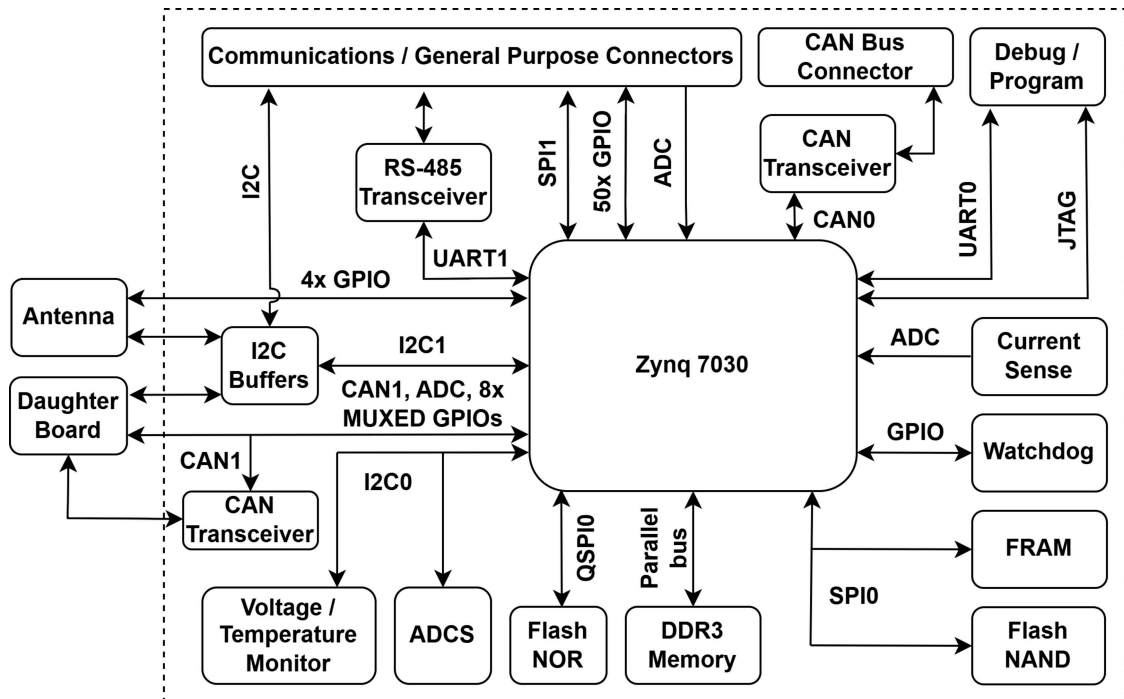 Communications / General Purpose Connectors
CAN Bus
Connector
Debug /
Program
I2C
RS-485
Transceiver
SPI1
50x GPIO
ADC
CAN
Transceiver
CAN0
UART0
JTAG
UART1
4x GPIO
Antenna
I2C
Buffers
I2C1
Zynq 7030
ADC
Current
Sense
Daughter
Board
CAN1, ADC, 8x
MUXED GPIOs
GPIO
Watchdog
CAN1
I2C0
CAN
Transceiver
QSPI0
Parallel
bus
SPI0
FRAM
Voltage /
Temperature
Monitor
ADCS
Flash
NOR
DDR3
Memory
Flash
NAND